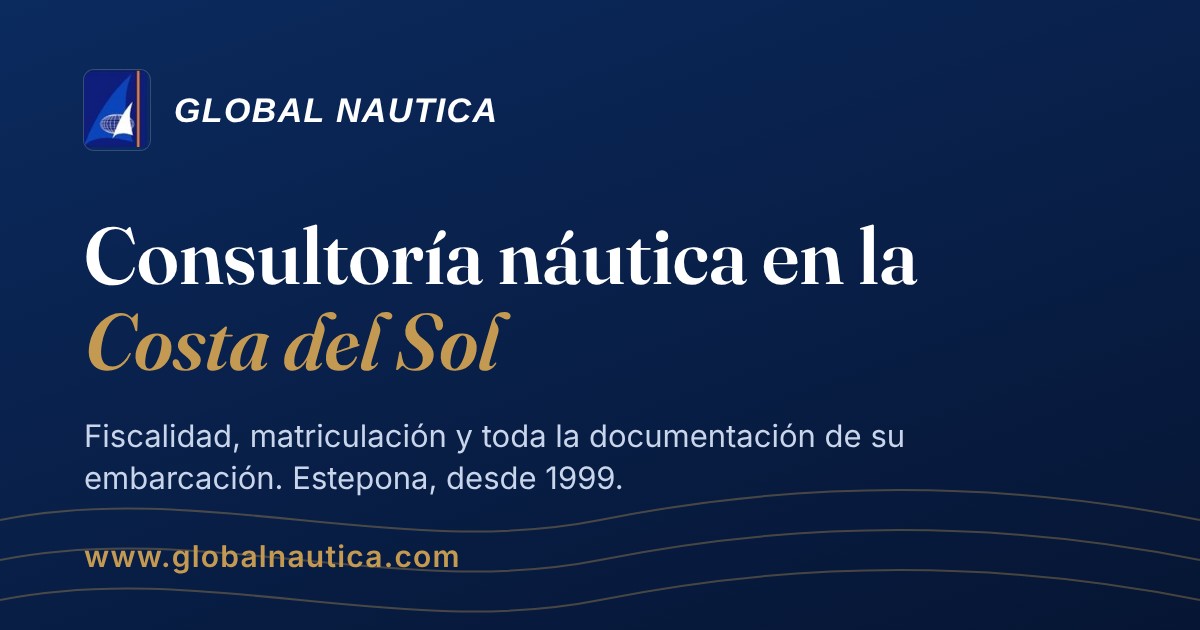 GLOBAL NAUTICA
Consultoría náutica en la
Costa del Sol
Fiscalidad, matriculación y toda la documentación de su
embarcación. Estepona, desde 1999.
www.globalnautica.com